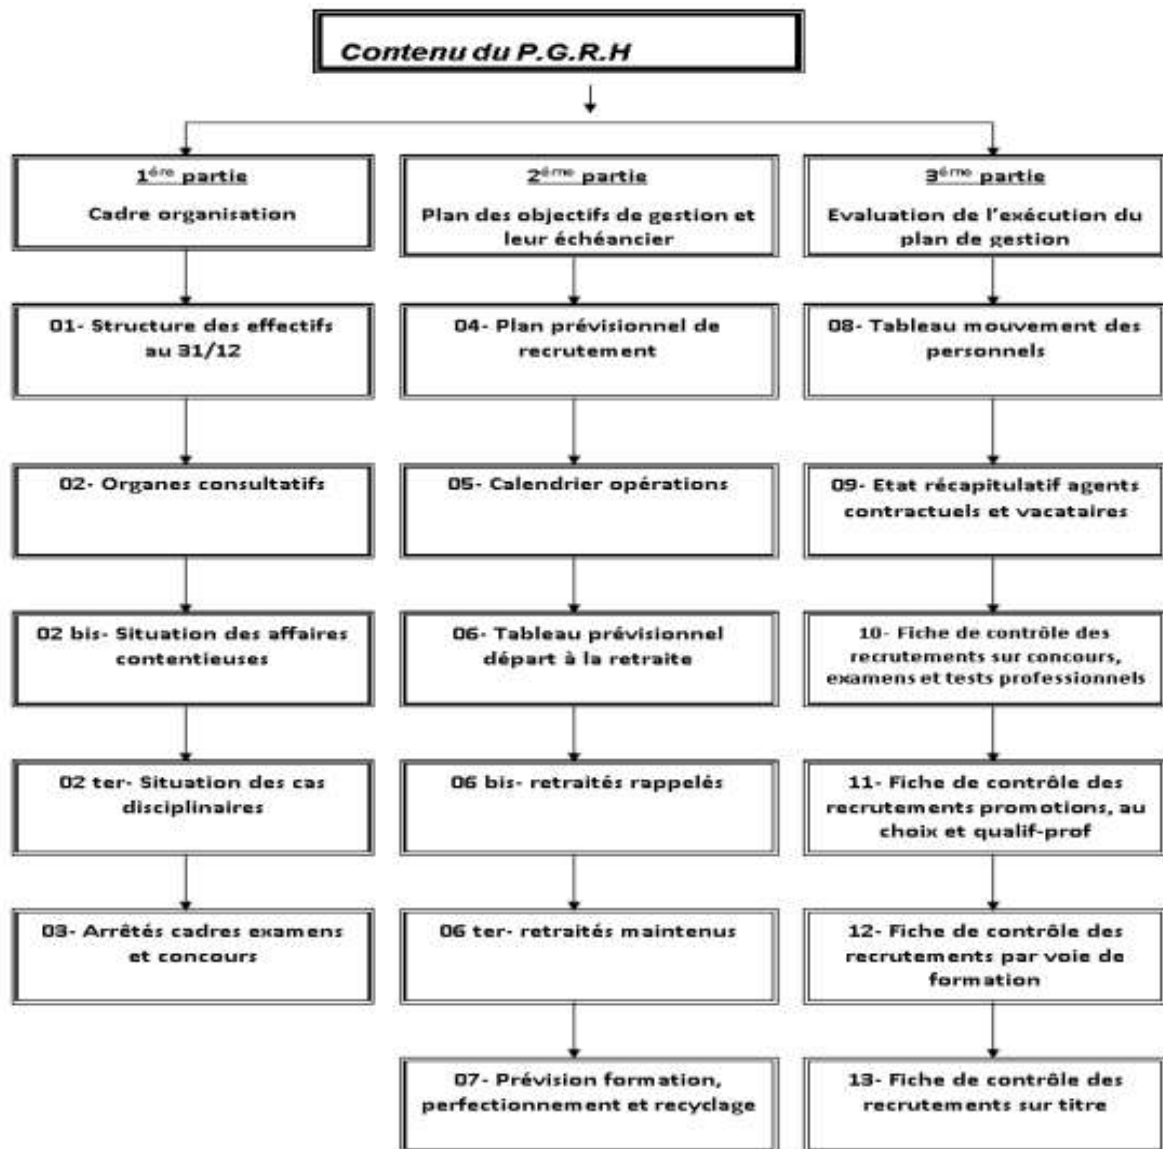 Contenu du P.G.R.H
1ére partie
Cadre organisation
01- Structure des effectifs
au 31/12
02- Organes consultatifs
02 bis- Situation des affaires
contentieuses
02 ter- Situation des cas
disciplinaires
03- Arrêtés cadres examens
et concours
2éme partie
Plan des objectifs de gestion et
leur échéancier
04- Plan prévisionnel de
recrutement
05- Calendrier opérations
06- Tableau prévisionnel
départ à la retraite
06 bis- retraités rappelés
06 ter- retraités maintenus
07- Prévision formation,
perfectionnement et recyclage
3éme partie
Evaluation de l'exécution du
plan de gestion
08- Tableau mouvement des
personnels
09- Etat récapitulatif agents
contractuels et vacataires
10- Fiche de contrôle des
recrutements sur concours,
examens et tests professionnels
11- Fiche de contrôle des
recrutements promotions, au
choix et qualif-prof
12- Fiche de contrôle des
recrutements par voie de
formation
13- Fiche de contrôle des
recrutements sur titre